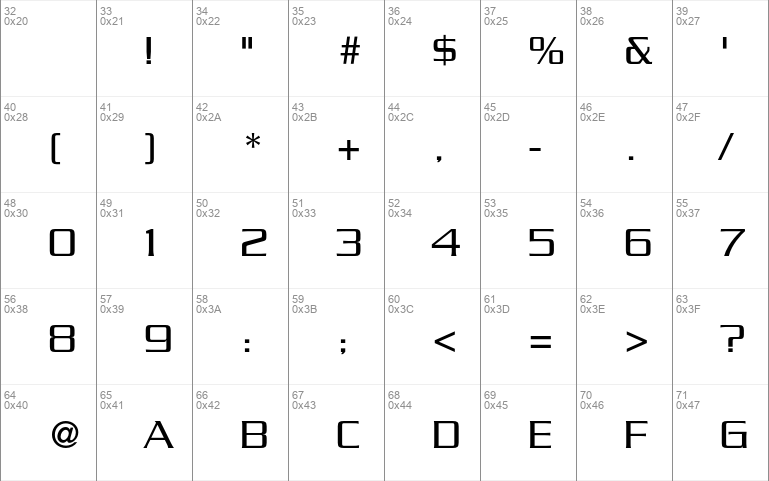 32 33 34 35 36 37 38 39
0x20 0x21 0x22 0x23 0x24 0x25 0x26 0x27
! " # $ % & '
40 41 42 43 44 45 46 47
0x28 0x29 0x2A 0x2B 0x2C 0x2D 0x2E 0x2F
( ) * + , - . /
48 49 50 51 52 53 54 55
0x30 0x31 0x32 0x33 0x34 0x35 0x36 0x37
0 1 2 3 4 5 6 7
56 57 58 59 60 61 62 63
0x38 0x39 0x3A 0x3B 0x3C 0x3D 0x3E 0x3F
8 9 : ; < = > ?
64 65 66 67 68 69 70 71
0x40 0x41 0x42 0x43 0x44 0x45 0x46 0x47
@ A B C D E F G